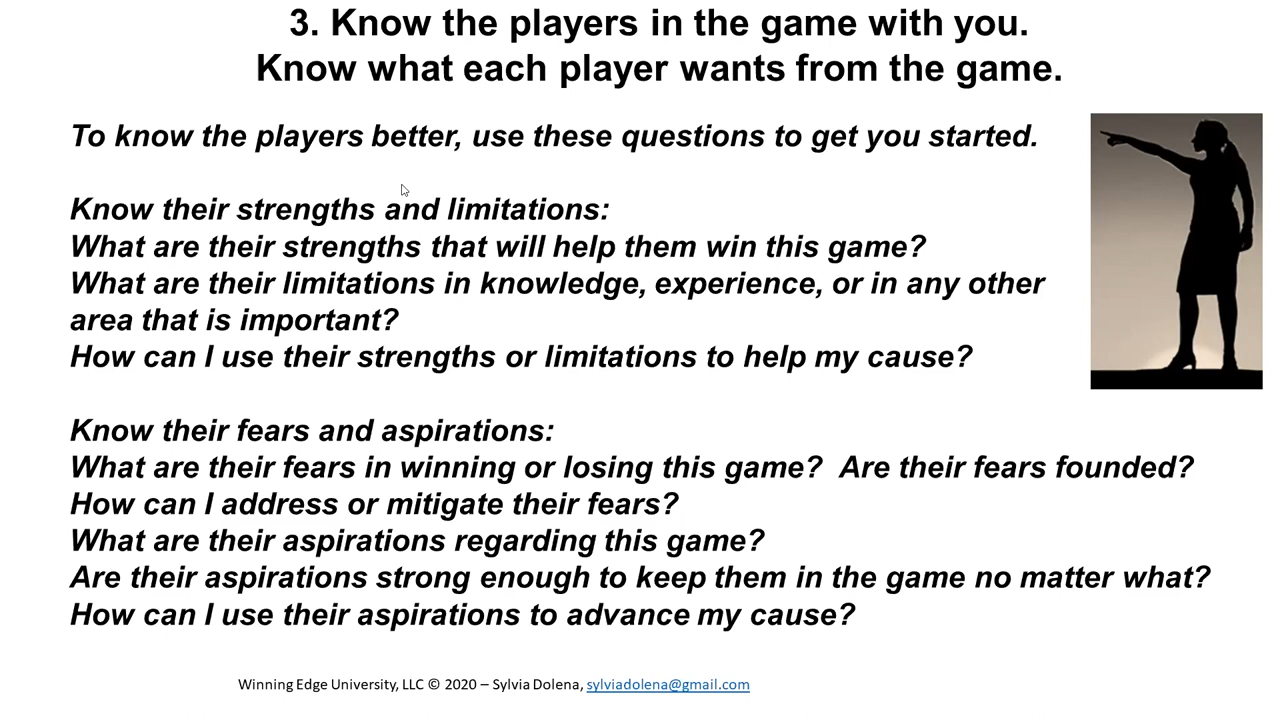 3. Know the players in the game with you.
Know what each player wants from the game.
To know the players better, use these questions to get you started.
Know their strengths and limitations:
What are their strengths that will help them win this game?
What are their limitations in knowledge, experience, or in any other
area that is important?
How can I use their strengths or limitations to help my cause?
Know their fears and aspirations:
What are their fears in winning or losing this game?  Are their fears founded?
How can I address or mitigate their fears?
What are their aspirations regarding this game?
Are their aspirations strong enough to keep them in the game no matter what?
How can I use their aspirations to advance my cause?
Winning Edge University, LLC © 2020 – Sylvia Dolena, sylviadolena@gmail.com